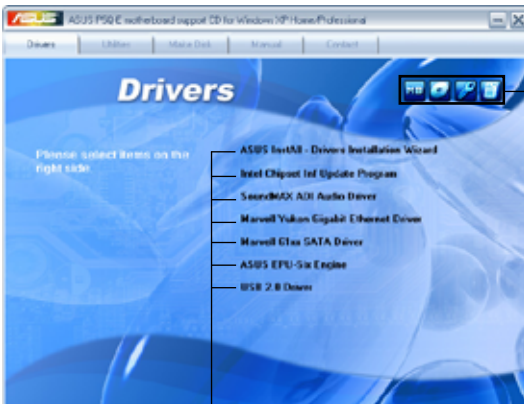 ASUS ASUS P5Q-E motherboard support CD for Windows XP Home/Professional
Drivers Utilities Make Disk Manual Contact
Drivers
Please select items on the right side
ASUS InstAll - Drivers Installation Wizard
Intel Chipset Inf Update Program
SoundMAX ADI Audio Driver
Marvell Yukon Gigabit Ethernet Driver
Marvell 61xx SATA Driver
ASUS EPU-Six Engine
USB 2.0 Driver